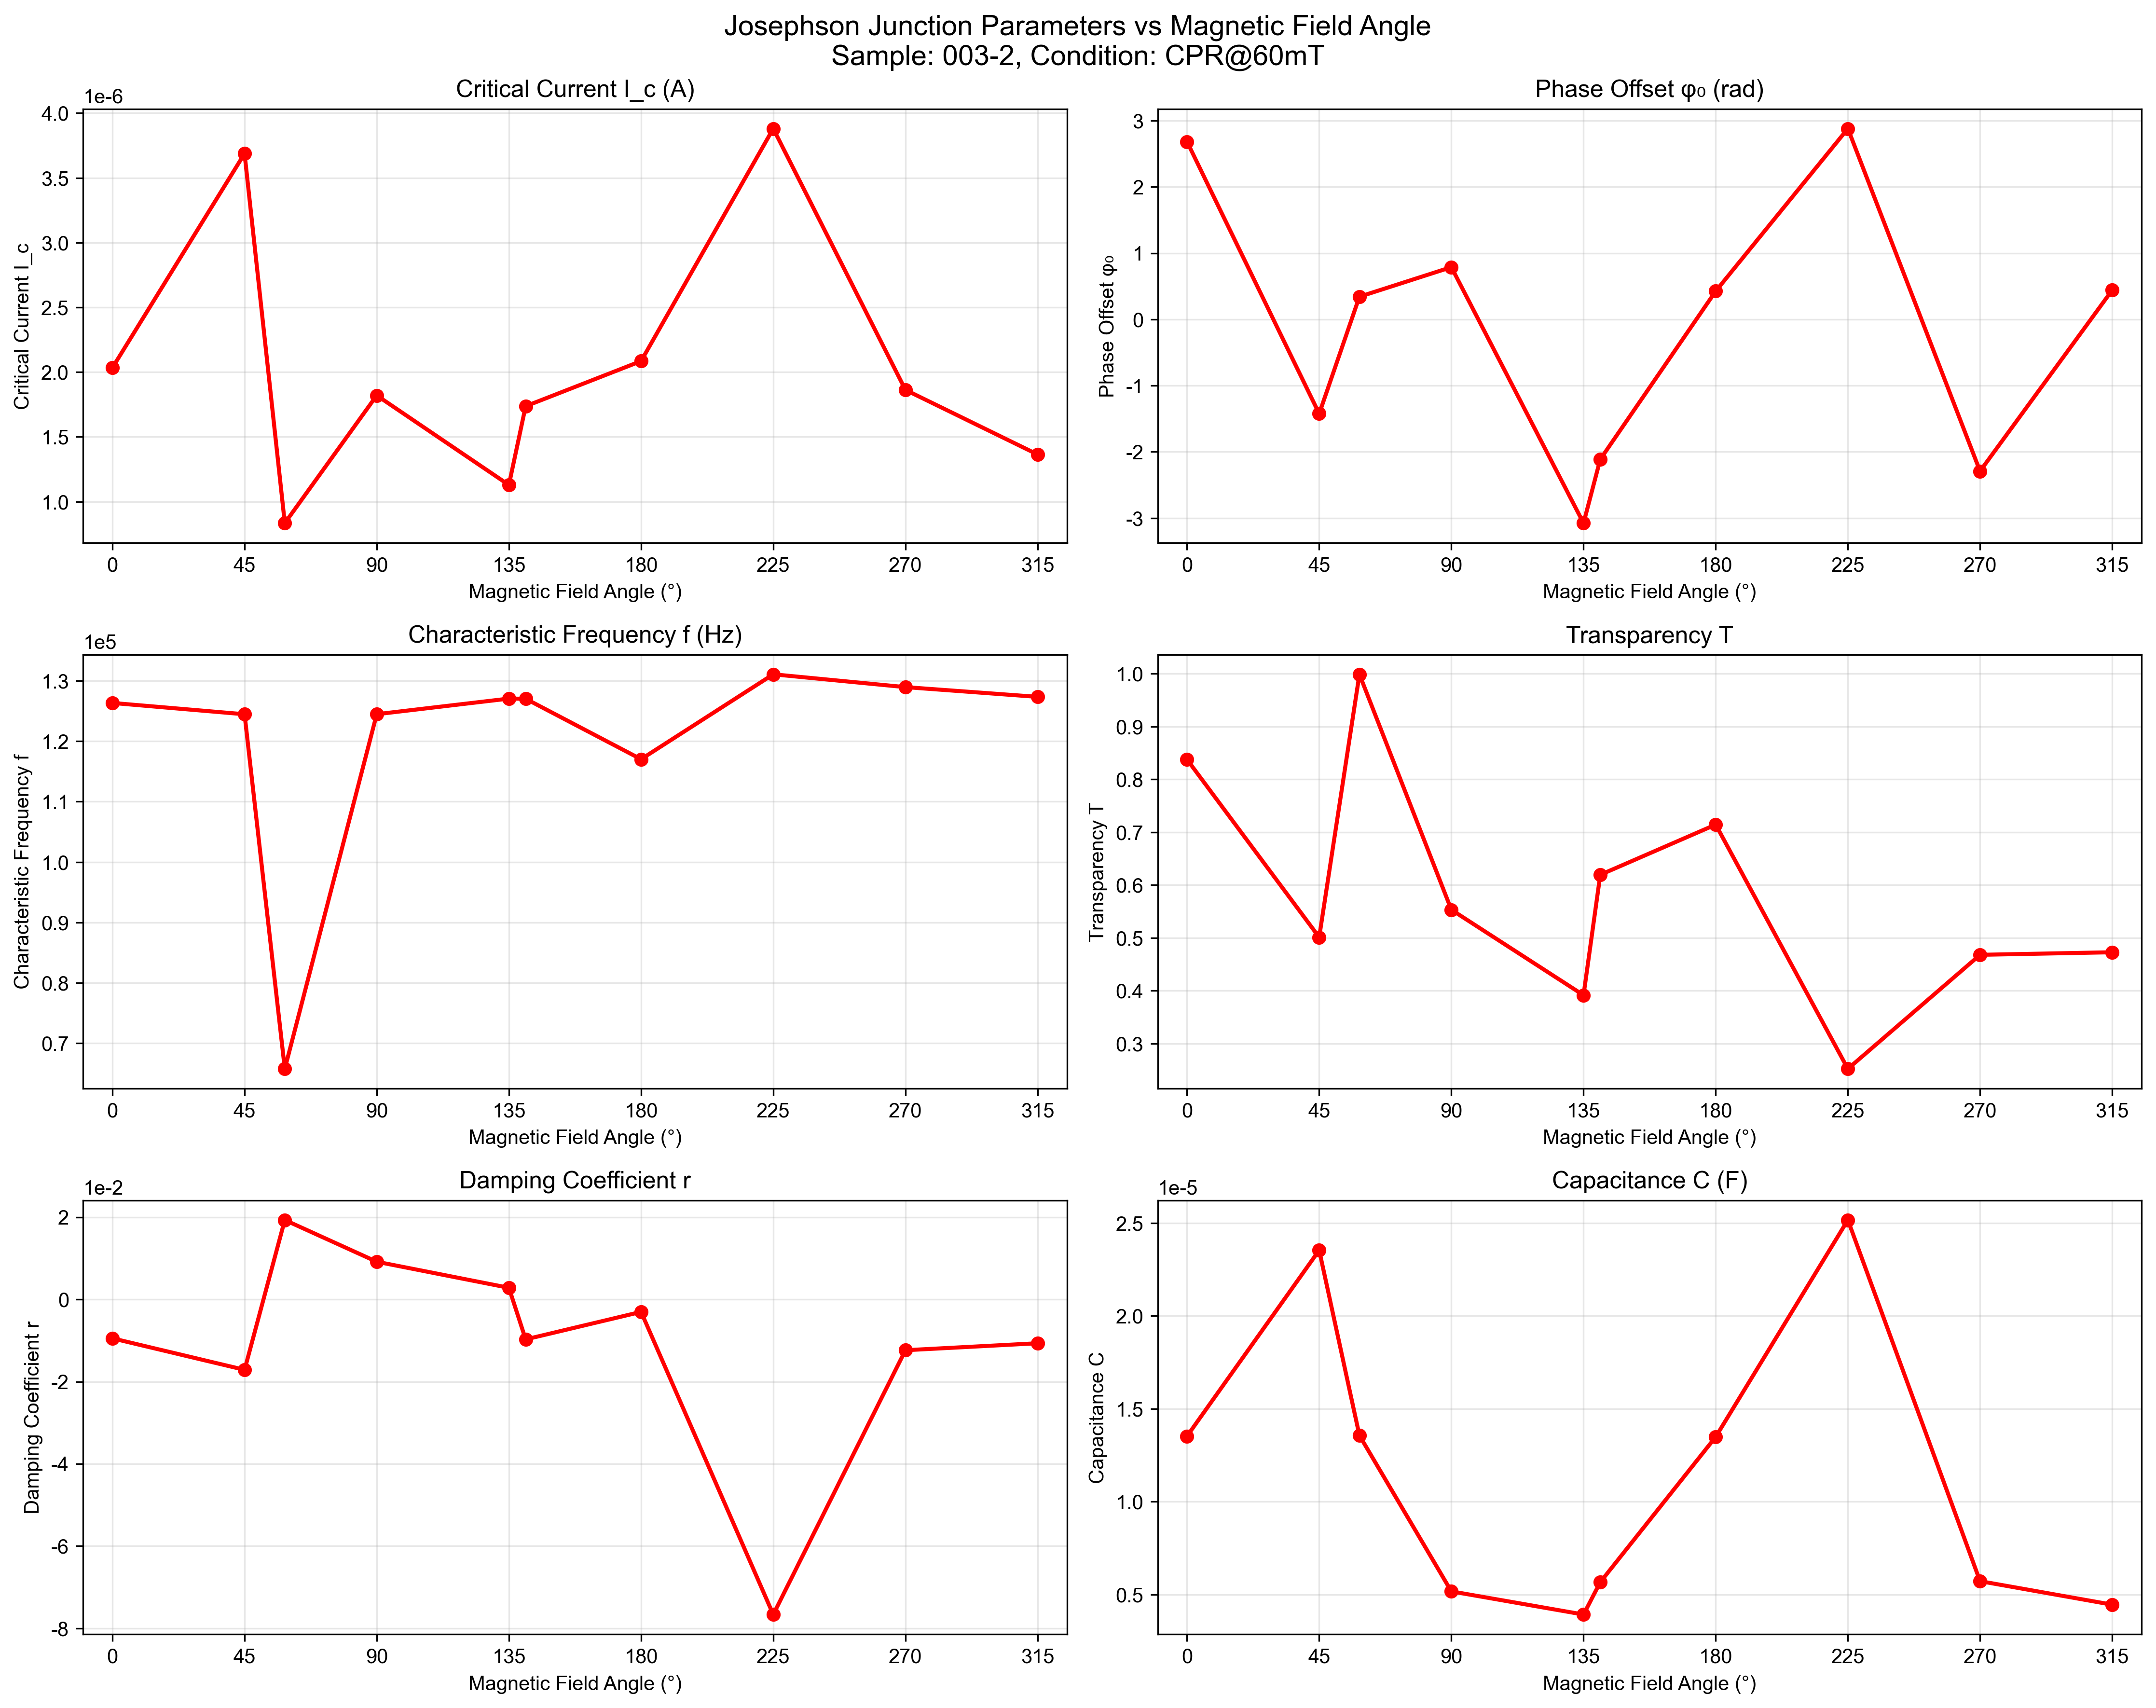 Josephson Junction Parameters vs Magnetic Field Angle
Sample: 003-2, Condition: CPR@60mT
Critical Current I_c (A)
1e-6
4.0
3.5
3.0
2.5
2.0
1.5
1.0
Critical Current I_c
0 45 90 135 180 225 270 315
Magnetic Field Angle (°)
Phase Offset φ₀ (rad)
3
2
1
0
-1
-2
-3
Phase Offset φ₀
0 45 90 135 180 225 270 315
Magnetic Field Angle (°)
Characteristic Frequency f (Hz)
1e5
1.3
1.2
1.1
1.0
0.9
0.8
0.7
Characteristic Frequency f
0 45 90 135 180 225 270 315
Magnetic Field Angle (°)
Transparency T
1.0
0.9
0.8
0.7
0.6
0.5
0.4
0.3
Transparency T
0 45 90 135 180 225 270 315
Magnetic Field Angle (°)
Damping Coefficient r
1e-2
2
0
-2
-4
-6
-8
Damping Coefficient r
0 45 90 135 180 225 270 315
Magnetic Field Angle (°)
Capacitance C (F)
1e-5
2.5
2.0
1.5
1.0
0.5
Capacitance C
0 45 90 135 180 225 270 315
Magnetic Field Angle (°)